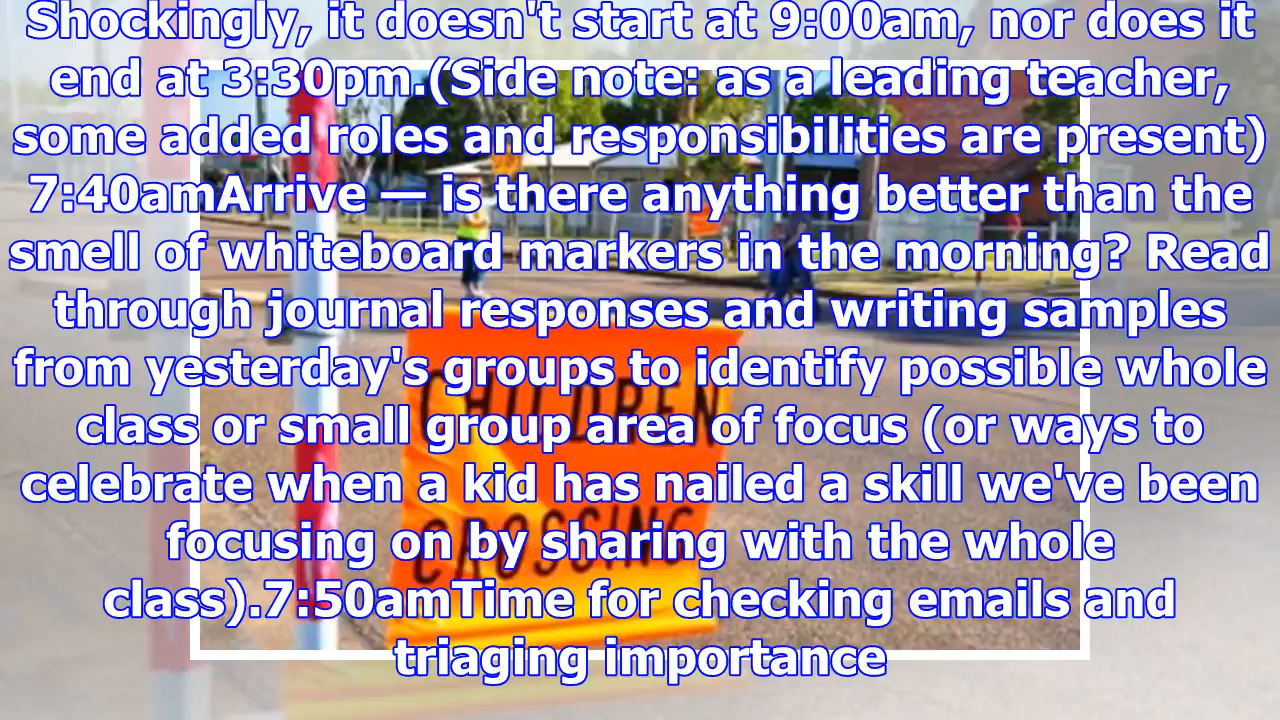 Shockingly, it doesn't start at 9:00am, nor does it
end at 3:30pm.(Side note: as a leading teacher,
some added roles and responsibilities are present)
7:40amArrive — is there anything better than the
smell of whiteboard markers in the morning? Read
through journal responses and writing samples
from yesterday's groups to identify possible whole
class or small group area of focus (or ways to
celebrate when a kid has nailed a skill we've been
focusing on by sharing with the whole
class).7:50amTime for checking emails and
triaging importance
CHILDREN
CROSSING